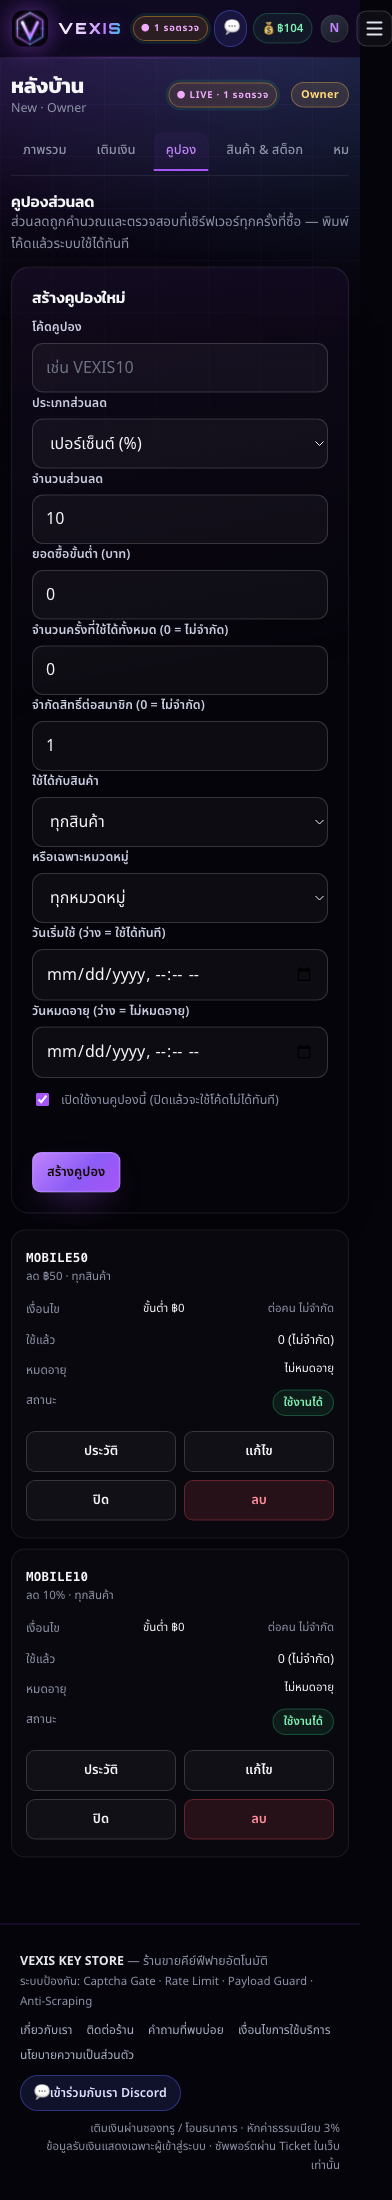 VEXIS
1 รอตรวจ
฿104
N
หลังบ้าน
New · Owner
LIVE · 1 รอตรวจ
Owner
ภาพรวม
เติมเงิน
คูปอง
สินค้า & สต็อก
หม
คูปองส่วนลด
ส่วนลดถูกคำนวณและตรวจสอบที่เซิร์ฟเวอร์ทุกครั้งที่ซื้อ — พิมพ์
โค้ดแล้วระบบใช้ได้ทันที
สร้างคูปองใหม่
โค้ดคูปอง
เช่น VEXIS10
ประเภทส่วนลด
เปอร์เซ็นต์ (%)
จำนวนส่วนลด
10
ยอดซื้อขั้นต่ำ (บาท)
0
จำนวนครั้งที่ใช้ได้ทั้งหมด (0 = ไม่จำกัด)
0
จำกัดสิทธิ์ต่อสมาชิก (0 = ไม่จำกัด)
1
ใช้ได้กับสินค้า
ทุกสินค้า
หรือเฉพาะหมวดหมู่
ทุกหมวดหมู่
วันเริ่มใช้ (ว่าง = ใช้ได้ทันที)
mm/dd/yyyy, --:-- --
วันหมดอายุ (ว่าง = ไม่หมดอายุ)
mm/dd/yyyy, --:-- --
เปิดใช้งานคูปองนี้ (ปิดแล้วจะใช้โค้ดไม่ได้ทันที)
สร้างคูปอง
MOBILE50
ลด ฿50 · ทุกสินค้า
เงื่อนไข ขั้นต่ำ ฿0 ต่อคน ไม่จำกัด
ใช้แล้ว 0 (ไม่จำกัด)
หมดอายุ ไม่หมดอายุ
สถานะ ใช้งานได้
ประวัติ แก้ไข
ปิด ลบ
MOBILE10
ลด 10% · ทุกสินค้า
เงื่อนไข ขั้นต่ำ ฿0 ต่อคน ไม่จำกัด
ใช้แล้ว 0 (ไม่จำกัด)
หมดอายุ ไม่หมดอายุ
สถานะ ใช้งานได้
ประวัติ แก้ไข
ปิด ลบ
VEXIS KEY STORE — ร้านขายคีย์ฟีฟายอัตโนมัติ
ระบบป้องกัน: Captcha Gate · Rate Limit · Payload Guard ·
Anti-Scraping
เกี่ยวกับเรา ติดต่อร้าน คำถามที่พบบ่อย เงื่อนไขการใช้บริการ
นโยบายความเป็นส่วนตัว
เข้าร่วมกับเรา Discord
เติมเงินผ่านซองทรู / โอนธนาคาร · หักค่าธรรมเนียม 3%
ข้อมูลรับเงินแสดงเฉพาะผู้เข้าสู่ระบบ · ซัพพอร์ตผ่าน Ticket ในเว็บ
เท่านั้น